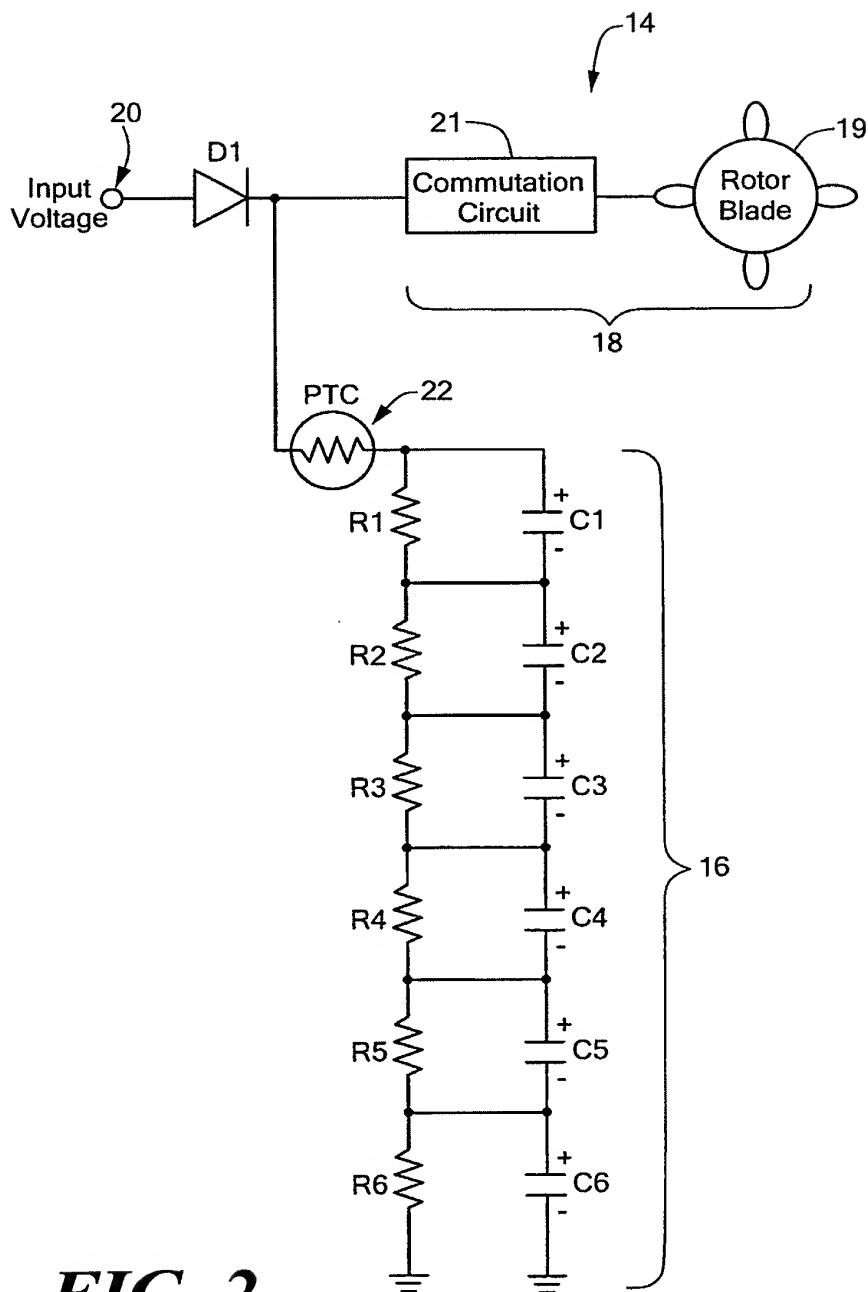 14
20
D1
21
19
Input
Voltage
Commutation
Circuit
Rotor
Blade
18
PTC
22
R1
+
C1
-
R2
+
C2
-
R3
+
C3
-
16
R4
+
C4
-
R5
+
C5
-
R6
+
C6
-
FIG. 2